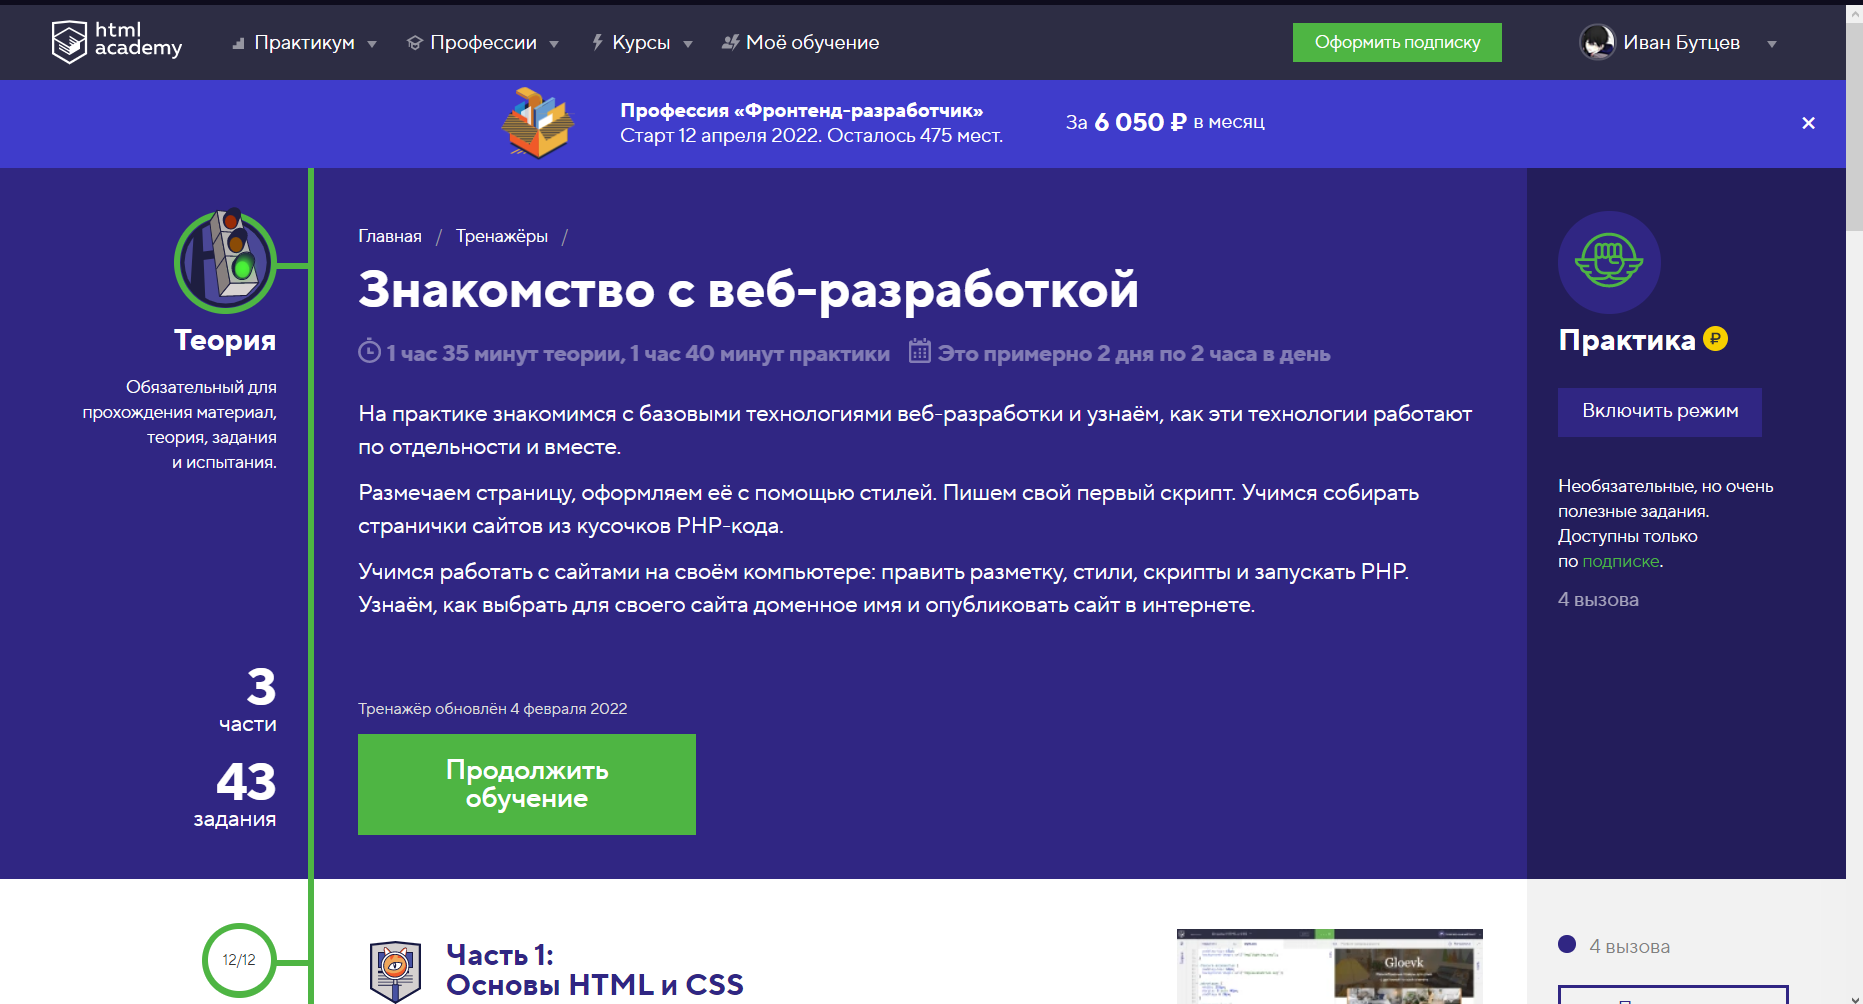 html academy
Практикум
Профессии
Курсы
Моё обучение
Оформить подписку
Иван Бутцев
Профессия «Фронтенд-разработчик»
Старт 12 апреля 2022. Осталось 475 мест.
За 6 050 ₽ в месяц
Теория
Обязательный для
прохождения материал,
теория, задания
и испытания.
3
части
43
задания
Главная / Тренажёры /
Знакомство с веб-разработкой
1 час 35 минут теории, 1 час 40 минут практики Это примерно 2 дня по 2 часа в день
На практике знакомимся с базовыми технологиями веб-разработки и узнаём, как эти технологии работают
по отдельности и вместе.
Размечаем страницу, оформляем её с помощью стилей. Пишем свой первый скрипт. Учимся собирать
странички сайтов из кусочков PHP-кода.
Учимся работать с сайтами на своём компьютере: править разметку, стили, скрипты и запускать PHP.
Узнаём, как выбрать для своего сайта доменное имя и опубликовать сайт в интернете.
Тренажёр обновлён 4 февраля 2022
Продолжить
обучение
Практика ₽
Включить режим
Необязательные, но очень
полезные задания.
Доступны только
по подписке.
4 вызова
12/12
Часть 1:
Основы HTML и CSS
Gloevk
4 вызова